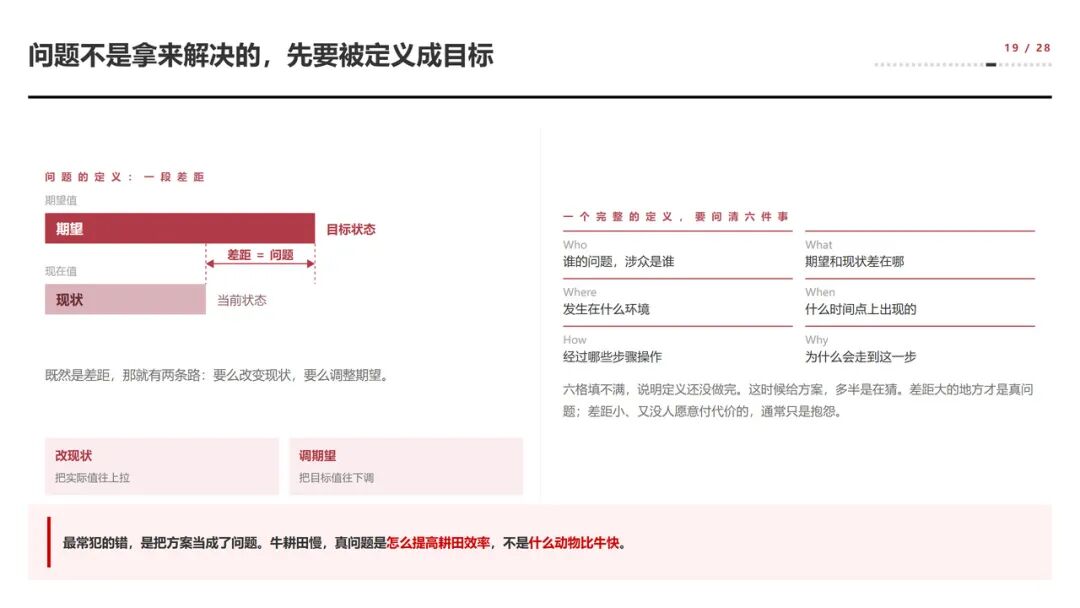 问题不是拿来解决的，先要被定义成目标
19 / 28
问题的定义：一段差距
期望值
期望
目标状态
差距 = 问题
现在值
现状
当前状态
既然是差距，那就有两条路：要么改变现状，要么调整期望。
改现状
把实际值往上拉
调期望
把目标值往下调
一个完整的定义，要问清六件事
Who
谁的问题，涉众是谁
What
期望和现状差在哪
Where
发生在什么环境
When
什么时间点上出现的
How
经过哪些步骤操作
Why
为什么会走到这一步
六格填不满，说明定义还没做完。这时候给方案，多半是在猜。差距大的地方才是真问
题；差距小、又没人愿意付代价的，通常只是抱怨。
最常犯的错，是把方案当成了问题。牛耕田慢，真问题是怎么提高耕田效率，不是什么动物比牛快。